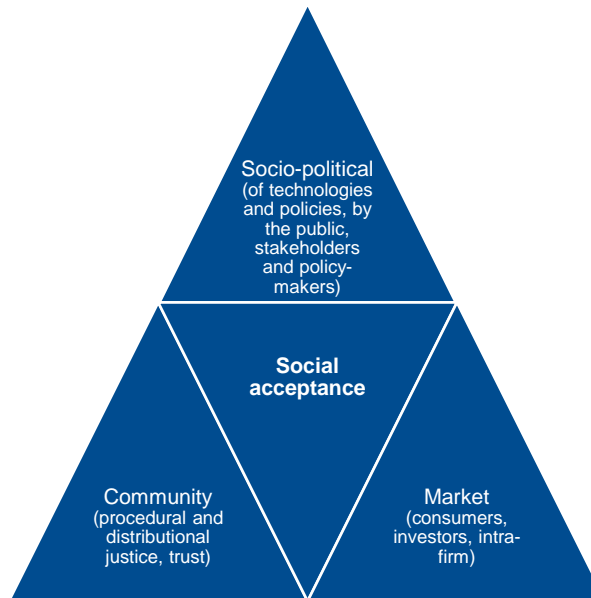 Socio-political
(of technologies
and policies, by
the public,
stakeholders
and policy-
makers)
Social
acceptance
Community
(procedural and
distributional
justice, trust)
Market
(consumers,
investors, intra-
firm)